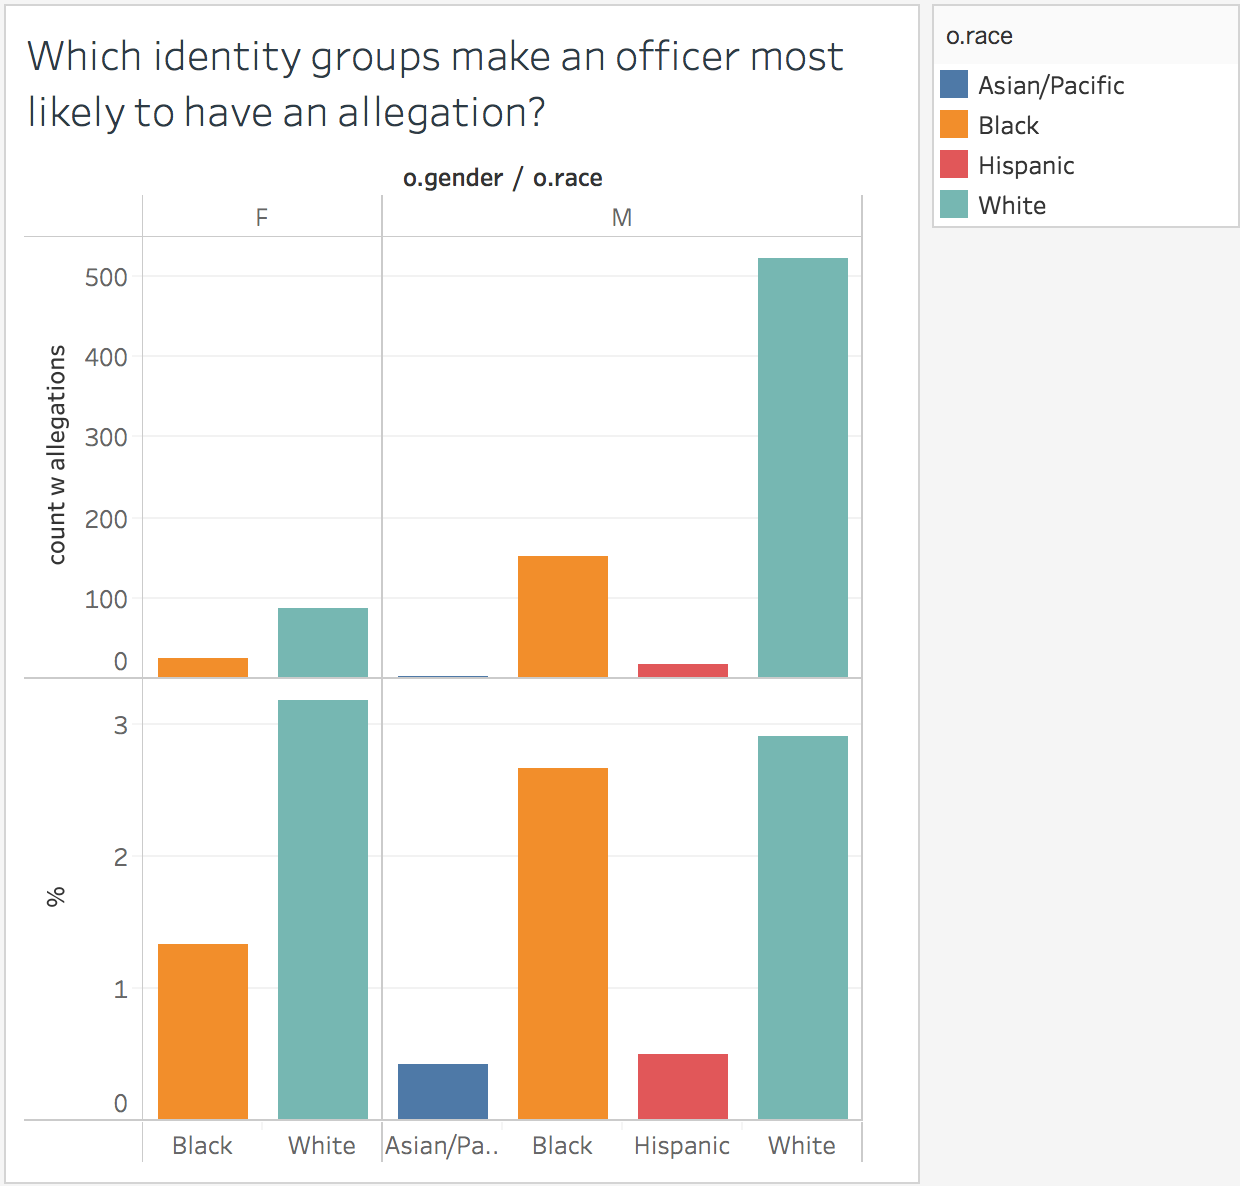 Which identity groups make an officer most
likely to have an allegation?
o.gender / o.race
F
M
count w allegations
500
400
300
200
100
0
%
3
2
1
0
Black
White
Asian/Pa..
Black
Hispanic
White
o.race
Asian/Pacific
Black
Hispanic
White